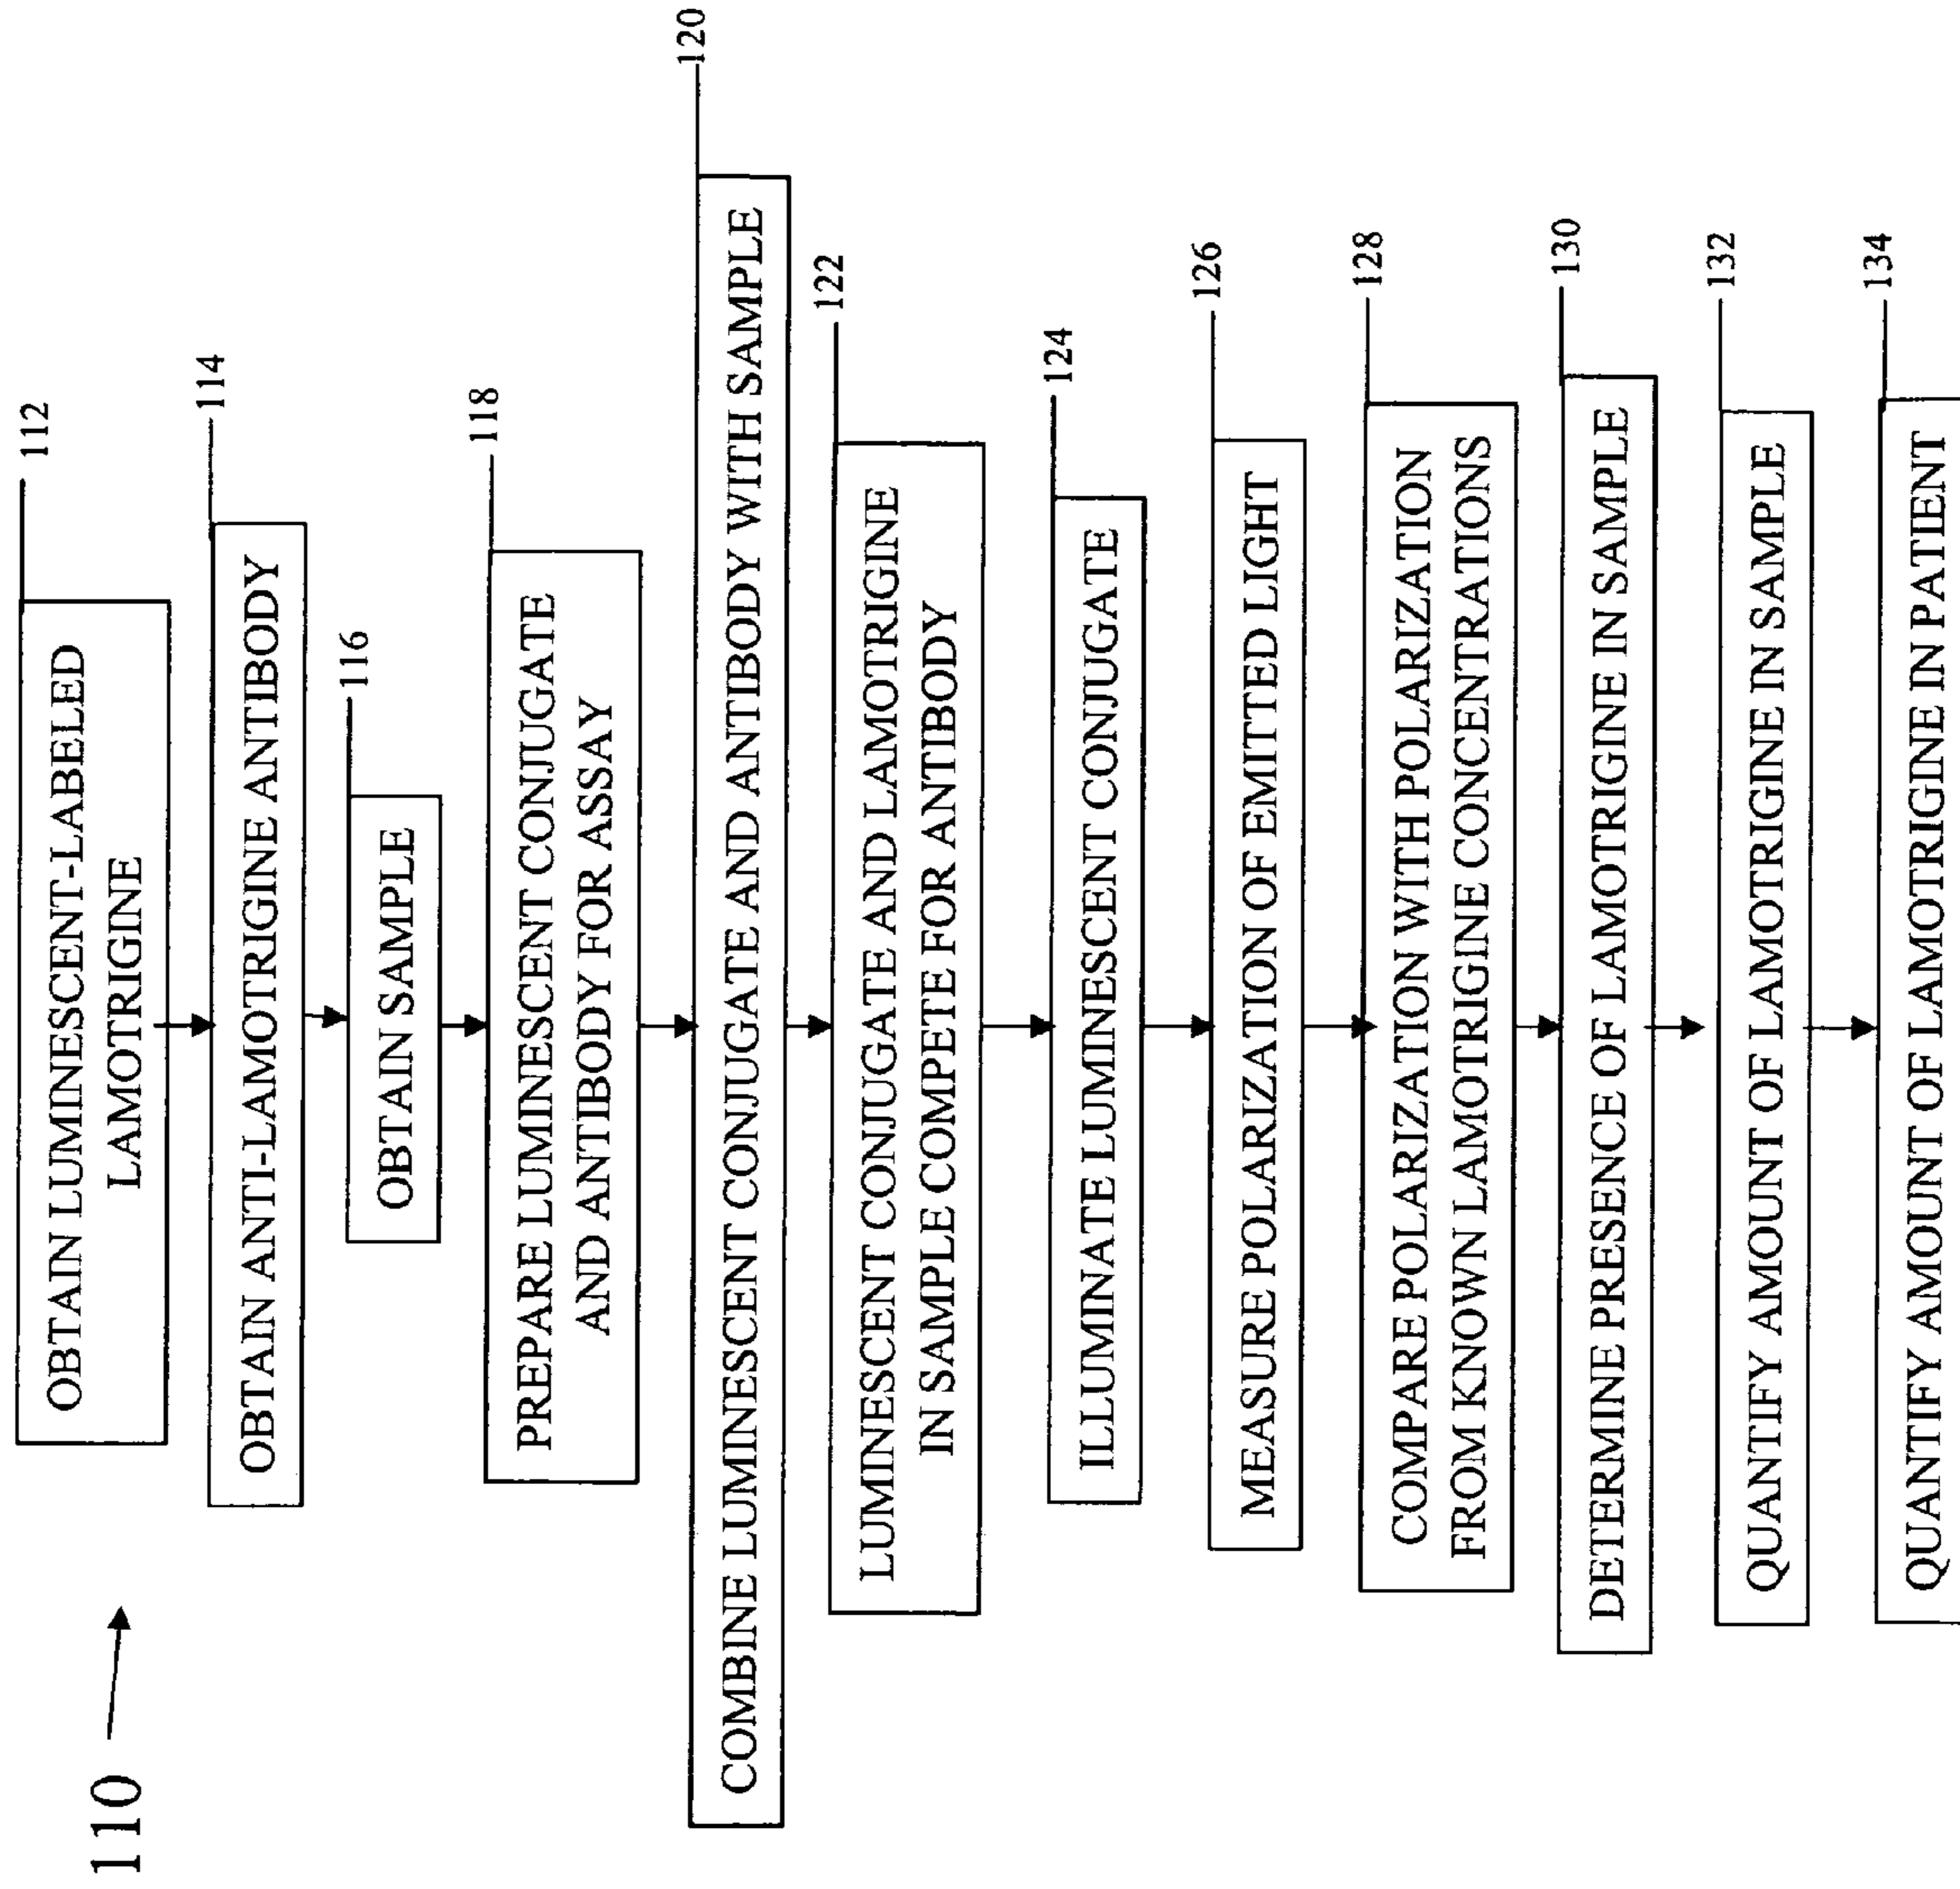 110
112
OBTAIN LUMINESCENT-LABELED
LAMOTRIGINE
114
OBTAIN ANTI-LAMOTRIGINE ANTIBODY
116
OBTAIN SAMPLE
118
PREPARE LUMINESCENT CONJUGATE
AND ANTIBODY FOR ASSAY
120
COMBINE LUMINESCENT CONJUGATE AND ANTIBODY WITH SAMPLE
122
LUMINESCENT CONJUGATE AND LAMOTRIGINE
IN SAMPLE COMPETE FOR ANTIBODY
124
ILLUMINATE LUMINESCENT CONJUGATE
126
MEASURE POLARIZATION OF EMITTED LIGHT
128
COMPARE POLARIZATION WITH POLARIZATION
FROM KNOWN LAMOTRIGINE CONCENTRATIONS
130
DETERMINE PRESENCE OF LAMOTRIGINE IN SAMPLE
132
QUANTIFY AMOUNT OF LAMOTRIGINE IN SAMPLE
134
QUANTIFY AMOUNT OF LAMOTRIGINE IN PATIENT